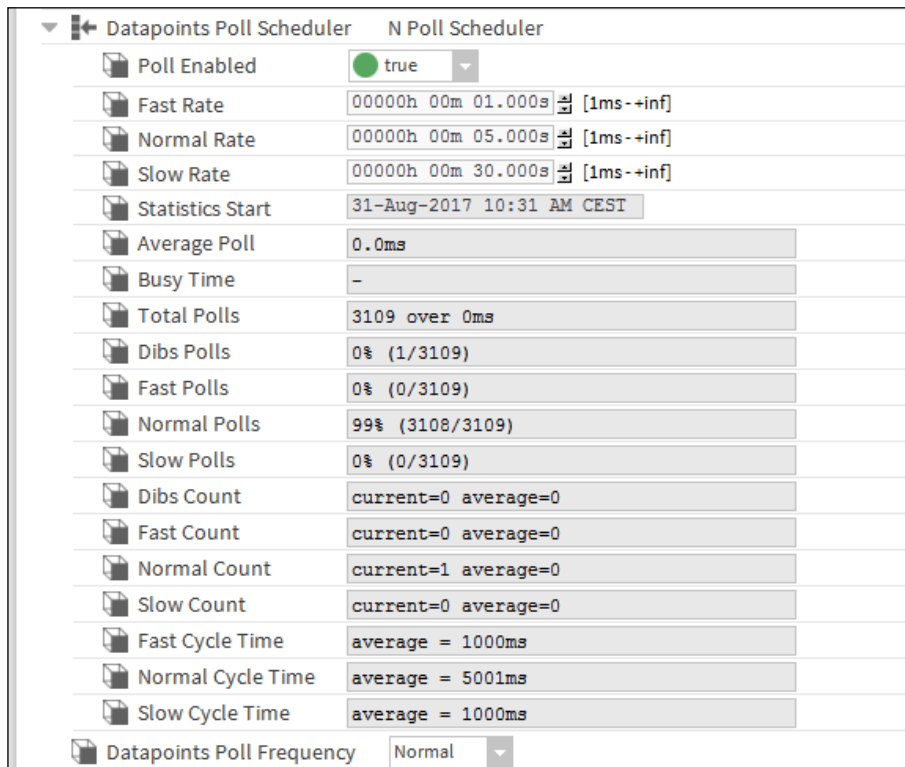 Datapoints Poll Scheduler N Poll Scheduler
Poll Enabled true
Fast Rate 00000h 00m 01.000s [1ms-+inf]
Normal Rate 00000h 00m 05.000s [1ms-+inf]
Slow Rate 00000h 00m 30.000s [1ms-+inf]
Statistics Start 31-Aug-2017 10:31 AM CEST
Average Poll 0.0ms
Busy Time -
Total Polls 3109 over 0ms
Dibs Polls 0% (1/3109)
Fast Polls 0% (0/3109)
Normal Polls 99% (3108/3109)
Slow Polls 0% (0/3109)
Dibs Count current=0 average=0
Fast Count current=0 average=0
Normal Count current=1 average=0
Slow Count current=0 average=0
Fast Cycle Time average = 1000ms
Normal Cycle Time average = 5001ms
Slow Cycle Time average = 1000ms
Datapoints Poll Frequency Normal